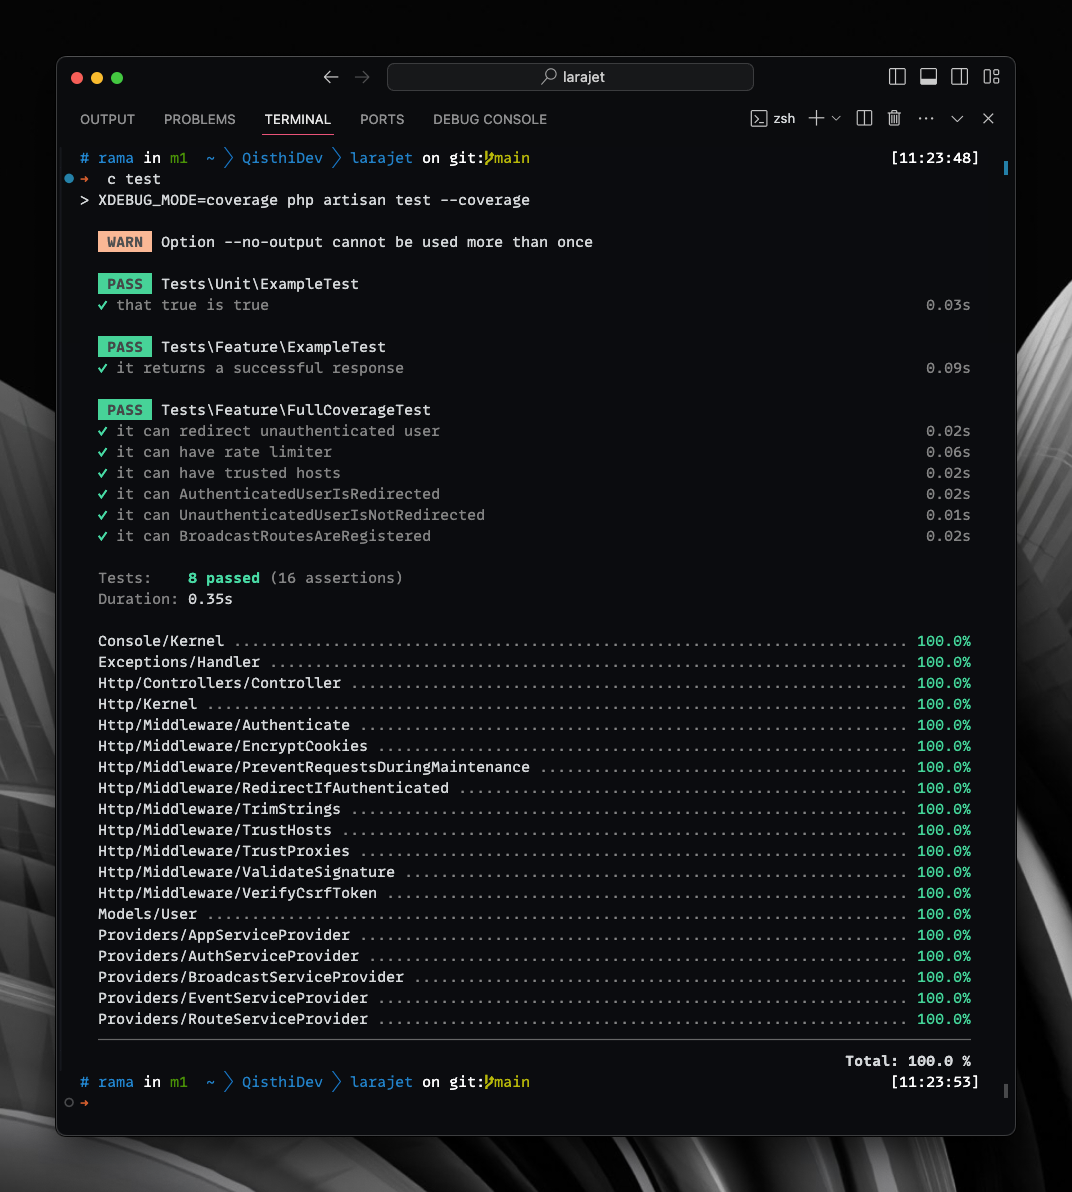 larajet
OUTPUT PROBLEMS TERMINAL PORTS DEBUG CONSOLE zsh
# rama in m1 ~ QisthiDev larajet on git:main [11:23:48]
➜ c test
> XDEBUG_MODE=coverage php artisan test --coverage
WARN Option --no-output cannot be used more than once
PASS Tests\Unit\ExampleTest
✓ that true is true 0.03s
PASS Tests\Feature\ExampleTest
✓ it returns a successful response 0.09s
PASS Tests\Feature\FullCoverageTest
✓ it can redirect unauthenticated user 0.02s
✓ it can have rate limiter 0.06s
✓ it can have trusted hosts 0.02s
✓ it can AuthenticatedUserIsRedirected 0.02s
✓ it can UnauthenticatedUserIsNotRedirected 0.01s
✓ it can BroadcastRoutesAreRegistered 0.02s
Tests: 8 passed (16 assertions)
Duration: 0.35s
Console/Kernel ........................................................................... 100.0%
Exceptions/Handler ....................................................................... 100.0%
Http/Controllers/Controller .............................................................. 100.0%
Http/Kernel .............................................................................. 100.0%
Http/Middleware/Authenticate ............................................................. 100.0%
Http/Middleware/EncryptCookies ........................................................... 100.0%
Http/Middleware/PreventRequestsDuringMaintenance ......................................... 100.0%
Http/Middleware/RedirectIfAuthenticated .................................................. 100.0%
Http/Middleware/TrimStrings .............................................................. 100.0%
Http/Middleware/TrustHosts ............................................................... 100.0%
Http/Middleware/TrustProxies ............................................................. 100.0%
Http/Middleware/ValidateSignature ........................................................ 100.0%
Http/Middleware/VerifyCsrfToken .......................................................... 100.0%
Models/User .............................................................................. 100.0%
Providers/AppServiceProvider ............................................................. 100.0%
Providers/AuthServiceProvider ............................................................ 100.0%
Providers/BroadcastServiceProvider ....................................................... 100.0%
Providers/EventServiceProvider ........................................................... 100.0%
Providers/RouteServiceProvider ........................................................... 100.0%
Total: 100.0 %
# rama in m1 ~ QisthiDev larajet on git:main [11:23:53]
➜